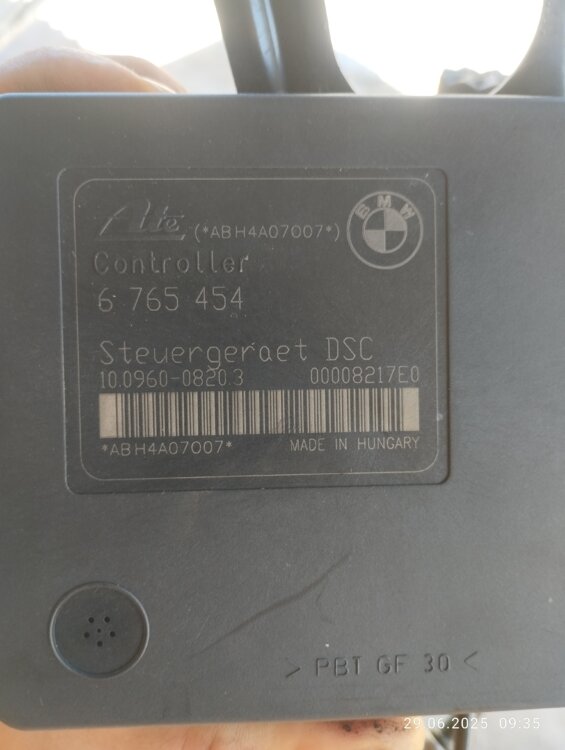 Ate (*ABH4A07007*) BMW
Controller
6 765 454
Steuergeraet DSC
10.0960-0820.3 00008217E0
*ABH4A07007* MADE IN HUNGARY
> PBT GF 30 <
29.06.2025 09:35